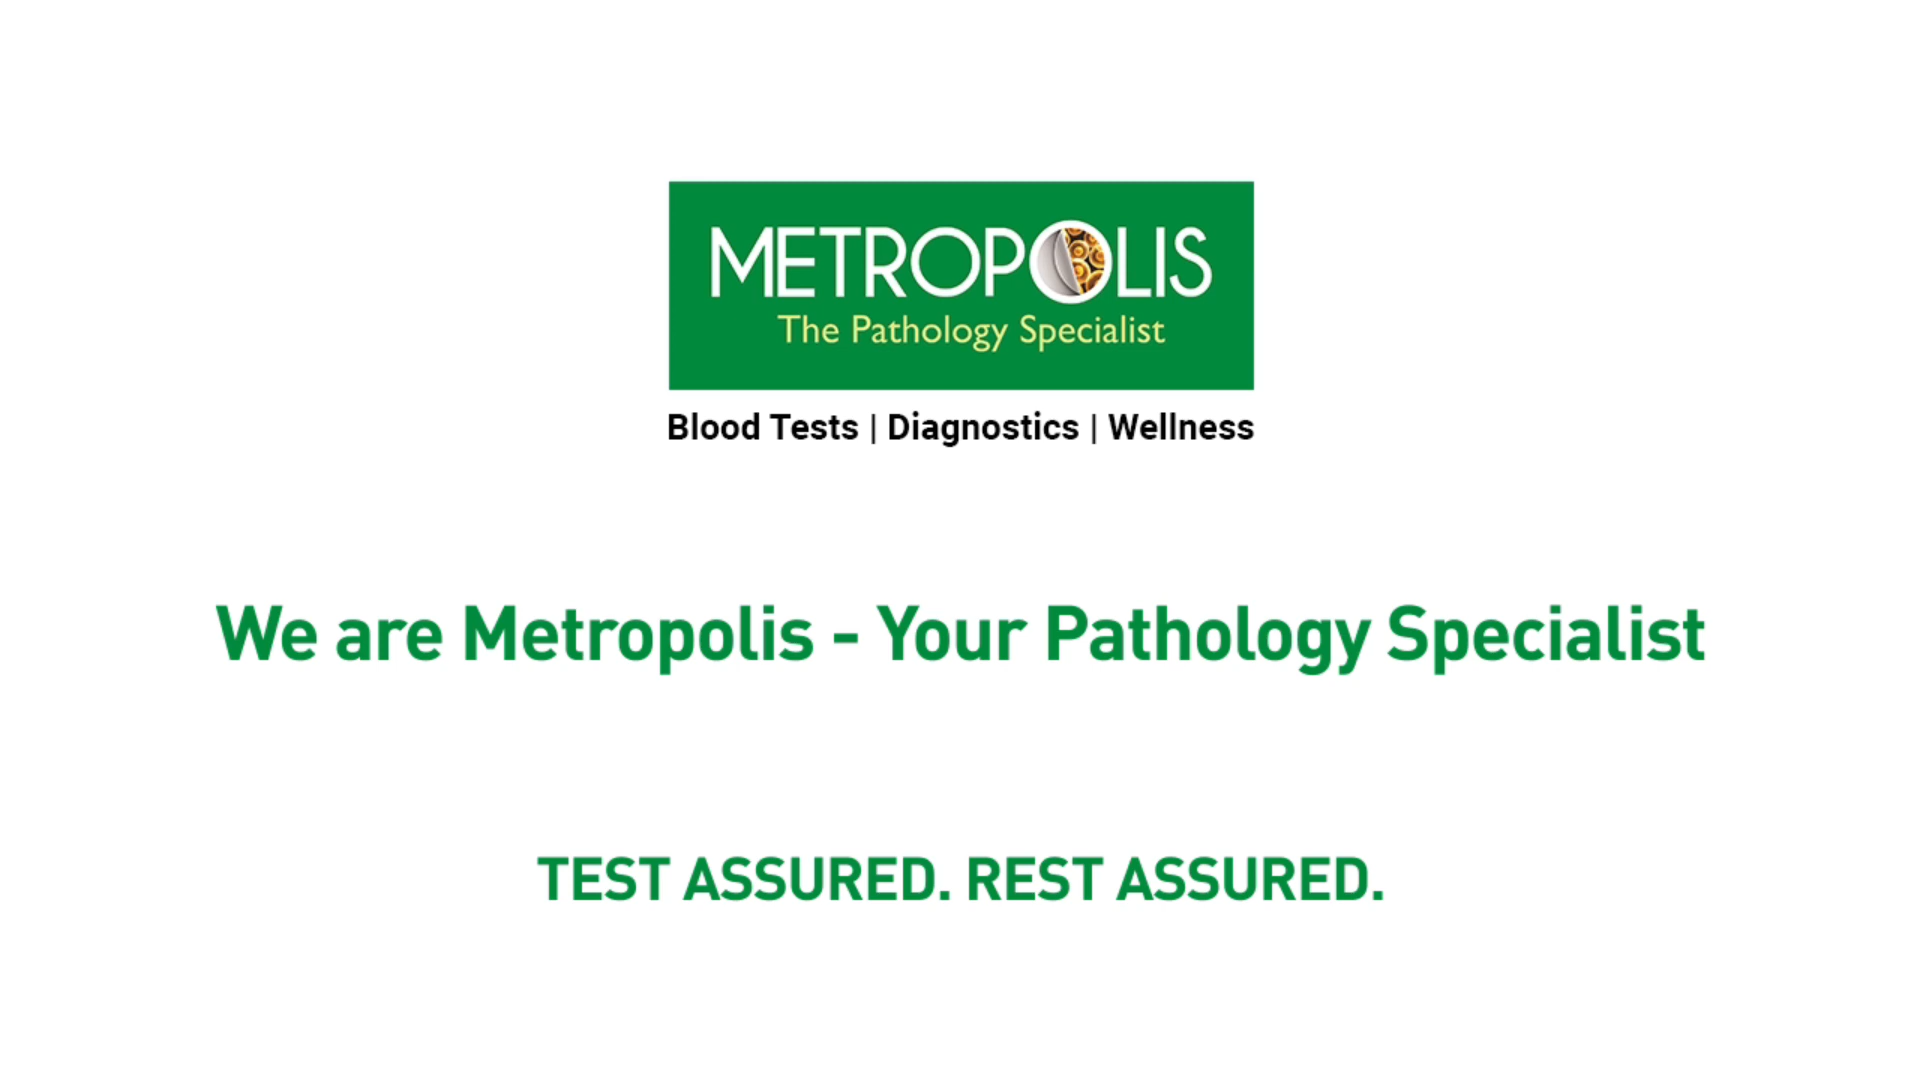 METROPOLIS
The Pathology Specialist
Blood Tests | Diagnostics | Wellness
We are Metropolis - Your Pathology Specialist
TEST ASSURED. REST ASSURED.